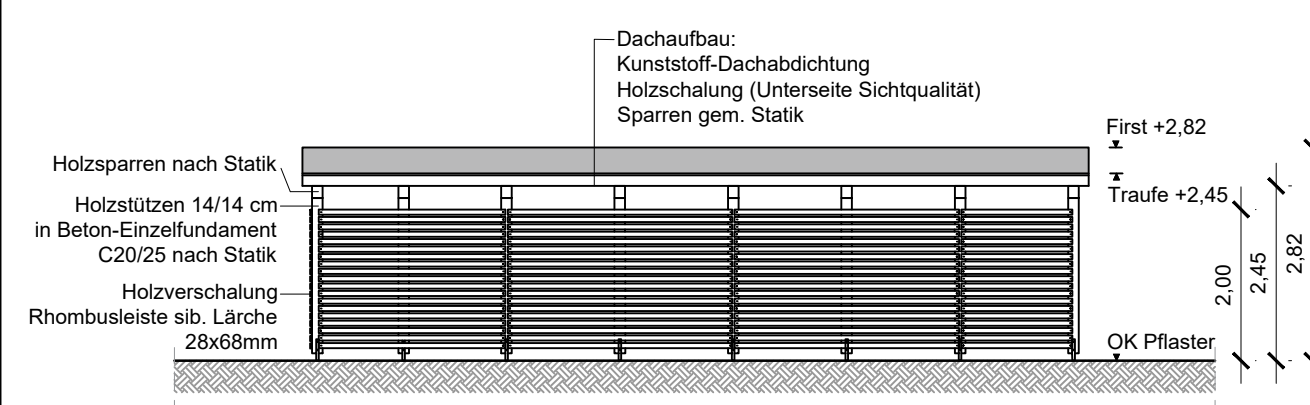 Dachaufbau:
Kunststoff-Dachabdichtung
Holzschalung (Unterseite Sichtqualität)
Sparren gem. Statik
First +2,82
Holzsparren nach Statik
Traufe +2,45
Holzstützen 14/14 cm
in Beton-Einzelfundament
C20/25 nach Statik
Holzverschalung
Rhombusleiste sib. Lärche
28x68mm
OK Pflaster
2,00
2,45
2,82